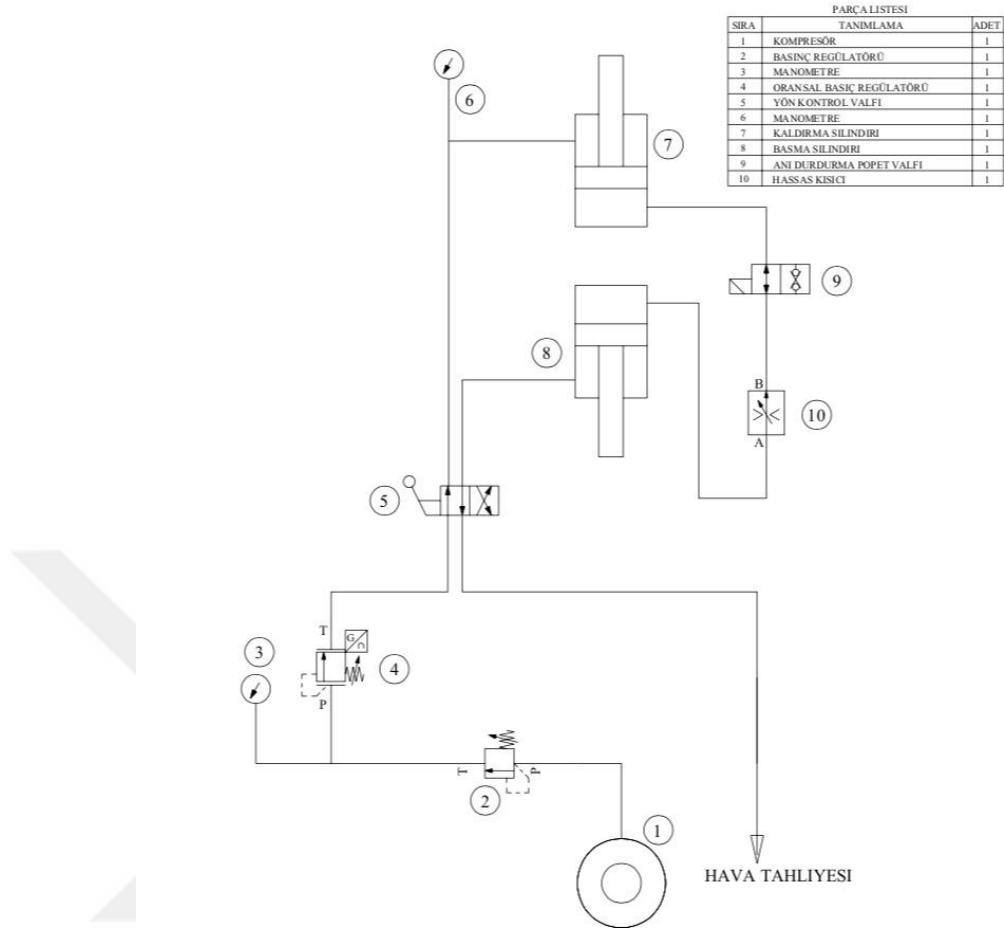 PARÇA LISTESI
SIRA TANIMLAMA ADET
1 KOMPRESÖR 1
2 BASINÇ REGÜLATÖRÜ 1
3 MANOMETRE 1
4 ORANSAL BASIÇ REGÜLATÖRÜ 1
5 YÖN KONTROL VALFI 1
6 MANOMETRE 1
7 KALDIRMA SILINDIRI 1
8 BASMA SILINDIRI 1
9 ANI DURDURMA POPET VALFI 1
10 HASSAS KISICI 1
6
7
9
8
B
10
A
5
T
G
3
4
P
T
P
2
1
HAVA TAHLIYESI